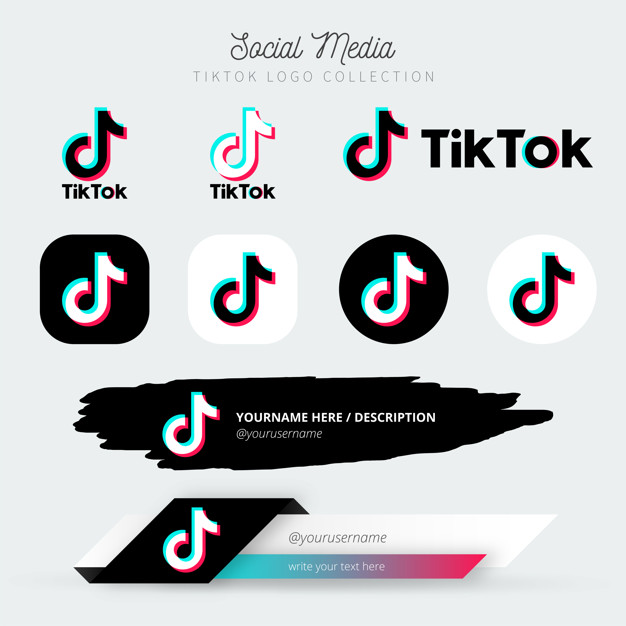 Social Media
TIKTOK LOGO COLLECTION
TikTok
TikTok
TikTok
YOURNAME HERE / DESCRIPTION
@yourusername
@yourusername
write your text here